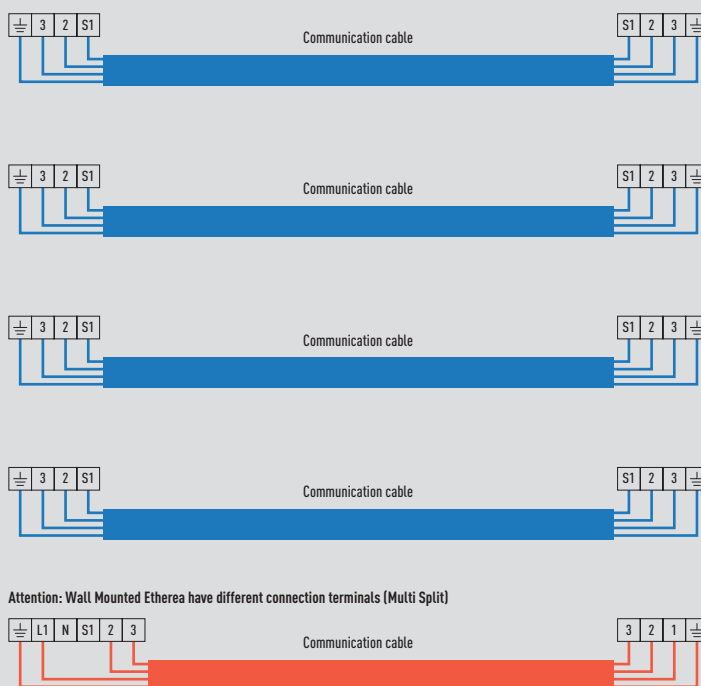 3 2 S1 Communication cable S1 2 3
3 2 S1 Communication cable S1 2 3
3 2 S1 Communication cable S1 2 3
3 2 S1 Communication cable S1 2 3
Attention: Wall Mounted Etherea have different connection terminals (Multi Split)
L1 N S1 2 3 Communication cable 3 2 1